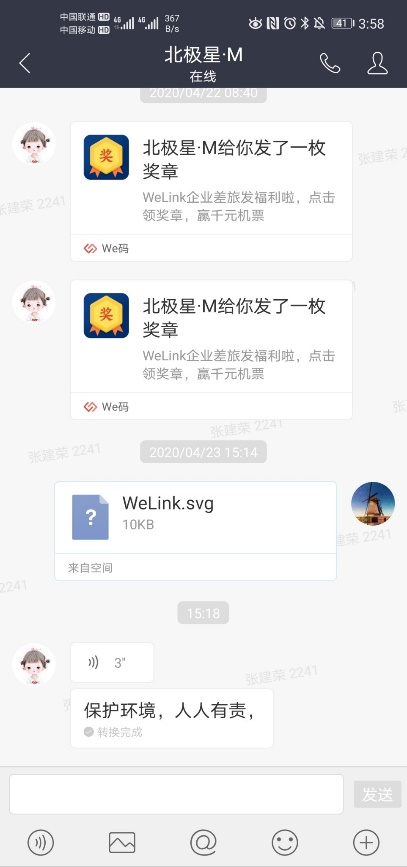 中国联通 HD 4G 4G 367 41 3:58
中国移动 HD B/s
北极星·M
在线
2020/04/22 08:40
北极星·M给你发了一枚
奖章
奖
WeLink企业差旅发福利啦，点击
领奖章，赢千元机票
We码
张建荣 2241
北极星·M给你发了一枚
奖章
奖
WeLink企业差旅发福利啦，点击
领奖章，赢千元机票
We码
张建荣 2241
张建荣 2241
2020/04/23 15:14
WeLink.svg
?
10KB
来自空间
15:18
3"
张建荣 2241
保护环境，人人有责，
转换完成
发送